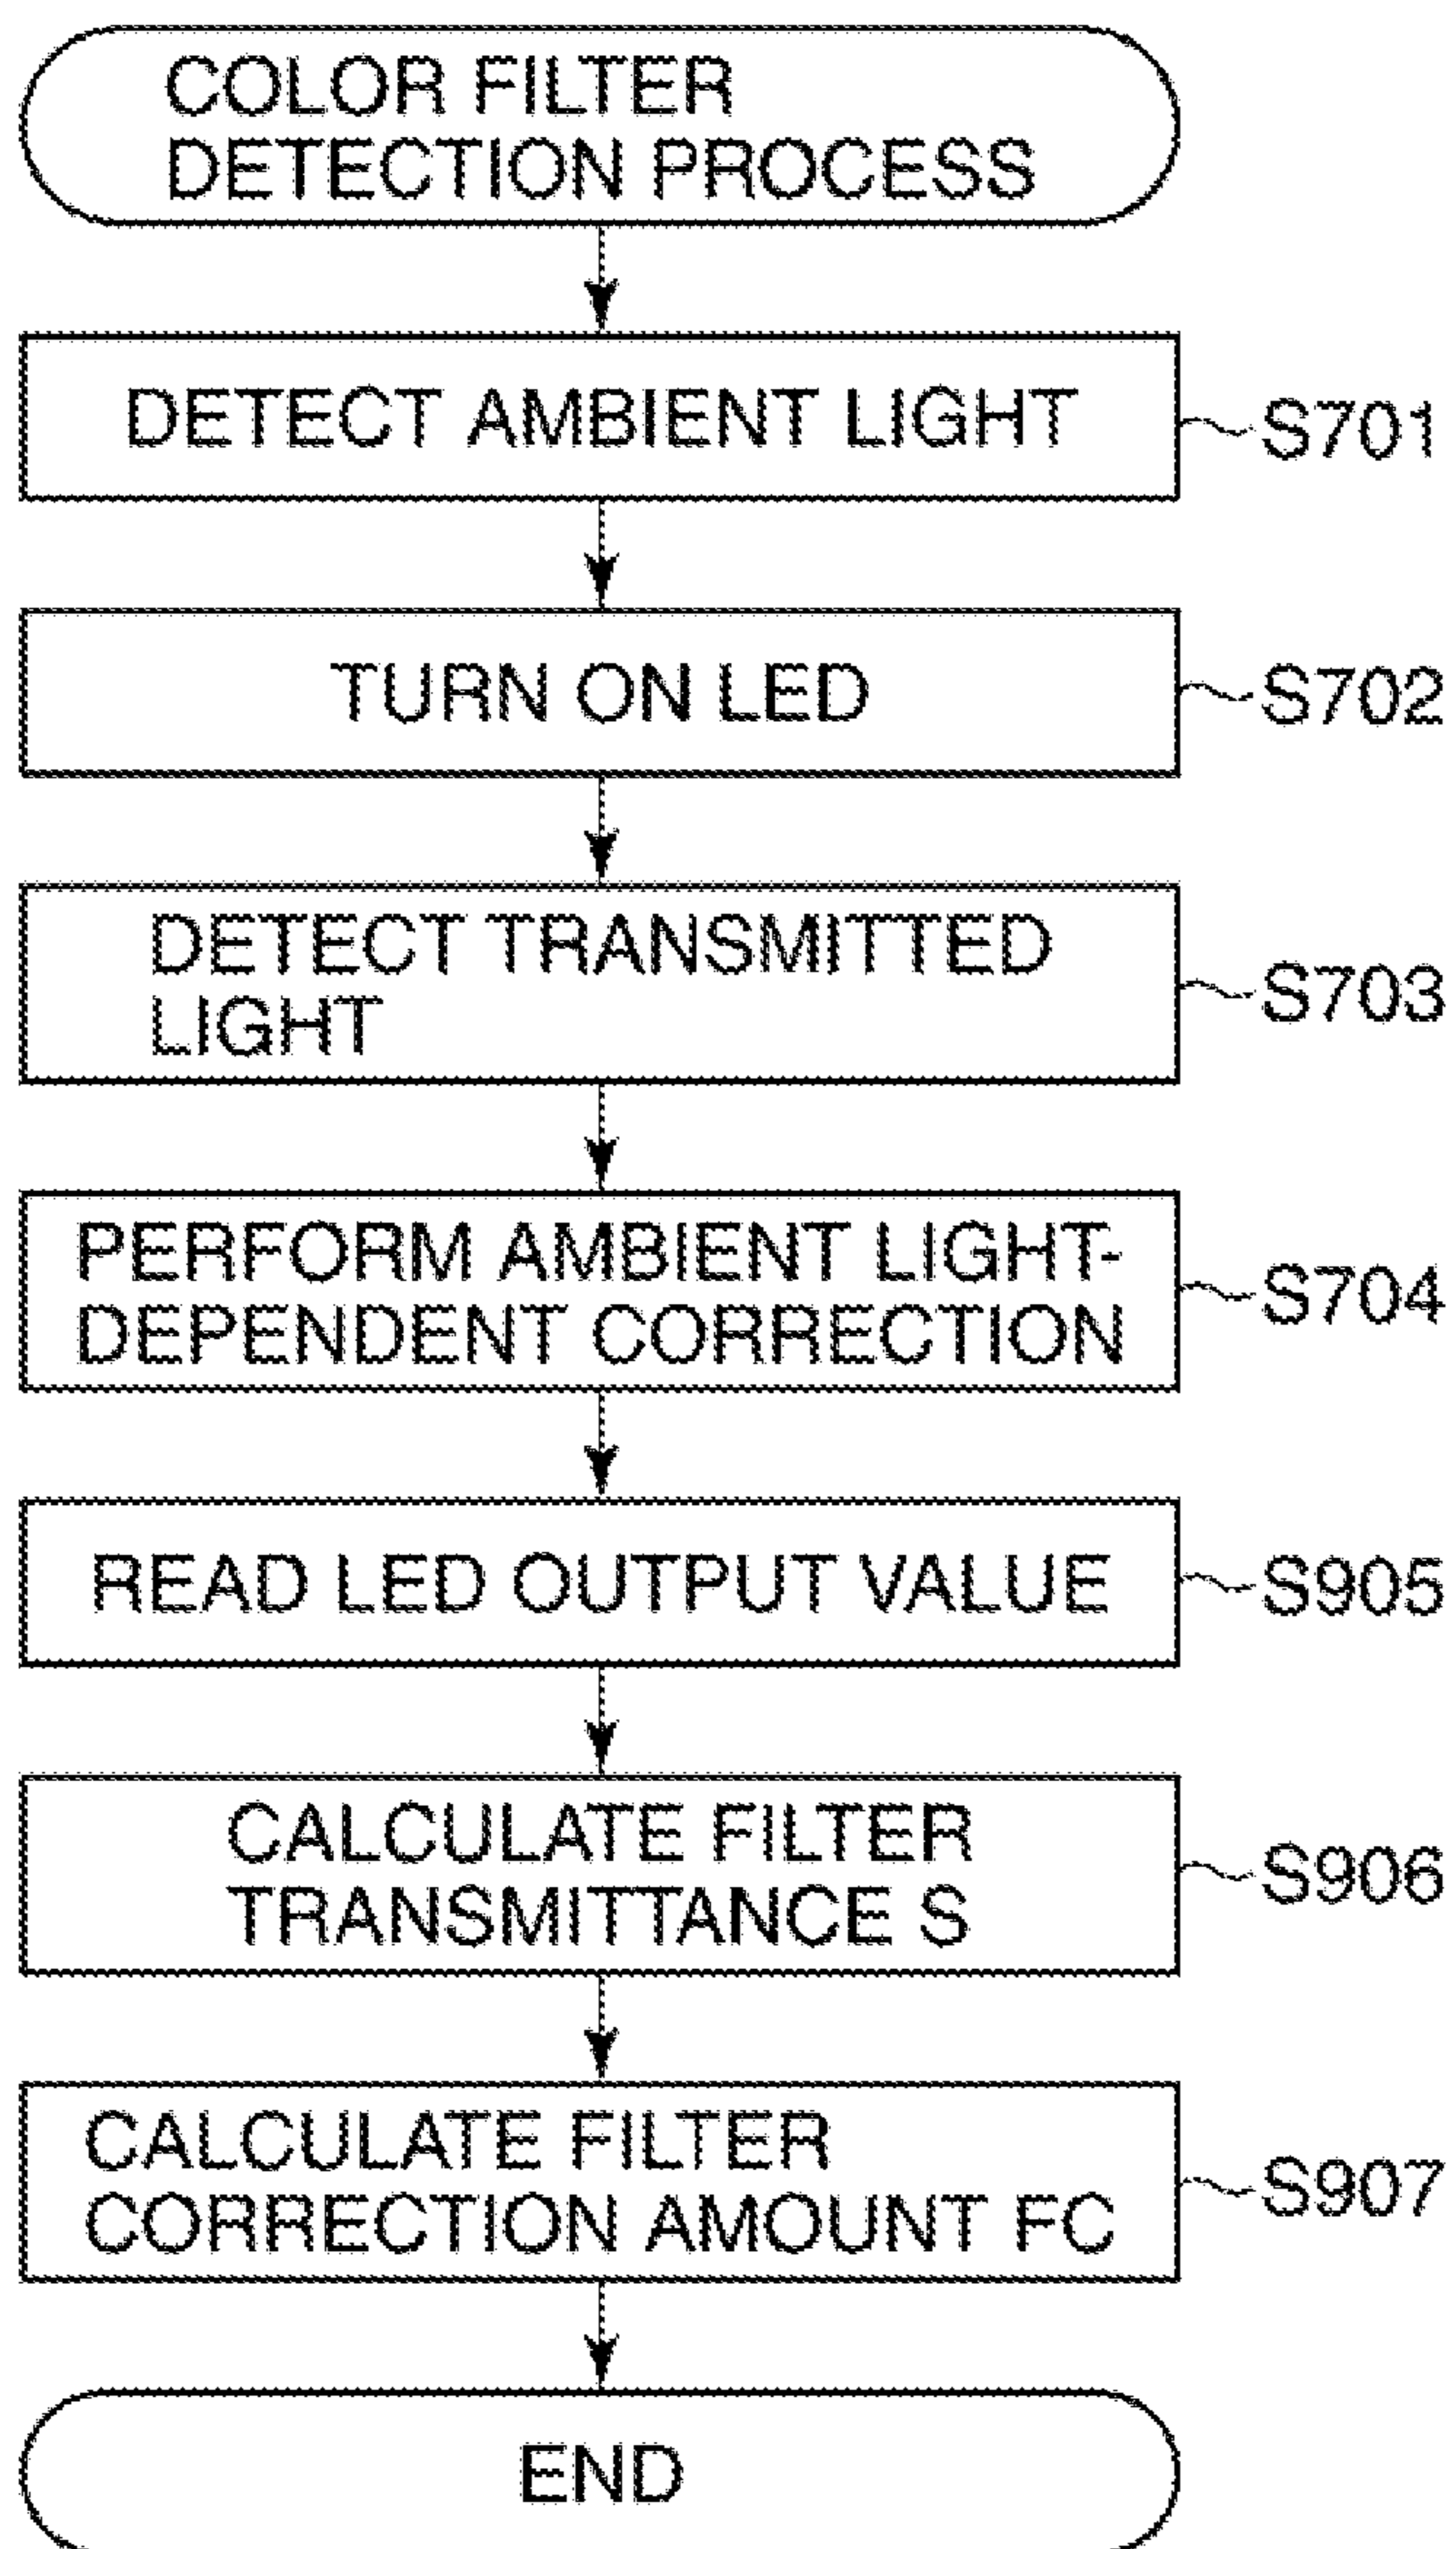 COLOR FILTER
DETECTION PROCESS
DETECT AMBIENT LIGHT
S701
TURN ON LED
S702
DETECT TRANSMITTED
LIGHT
S703
PERFORM AMBIENT LIGHT-
DEPENDENT CORRECTION
S704
READ LED OUTPUT VALUE
S905
CALCULATE FILTER
TRANSMITTANCE S
S906
CALCULATE FILTER
CORRECTION AMOUNT FC
S907
END